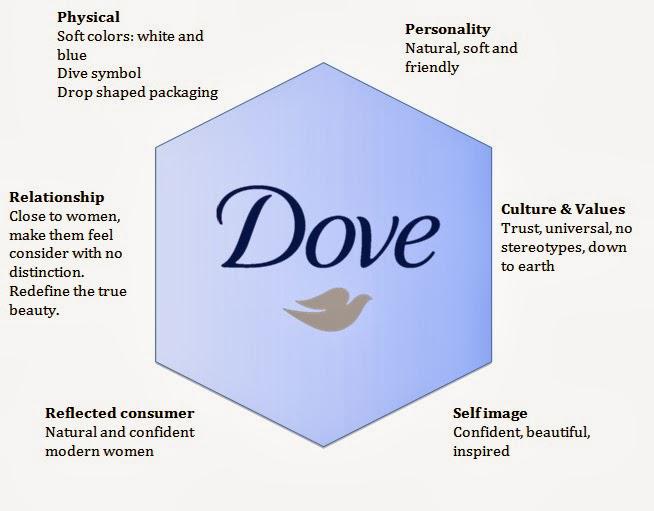 Physical
Soft colors: white and
blue
Dive symbol
Drop shaped packaging
Personality
Natural, soft and
friendly
Relationship
Close to women,
make them feel
consider with no
distinction.
Redefine the true
beauty.
Dove
Culture & Values
Trust, universal, no
stereotypes, down
to earth
Reflected consumer
Natural and confident
modern women
Self image
Confident, beautiful,
inspired